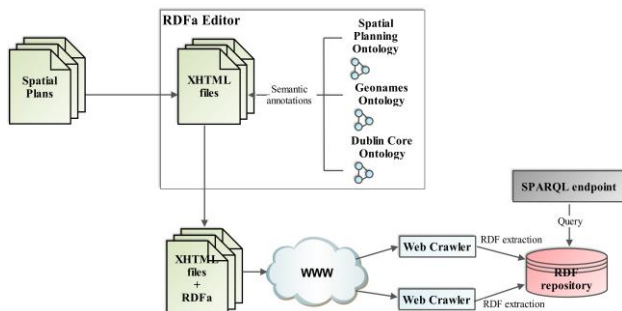 RDFa Editor
Spatial
Plans
XHTML
files
Semantic
annotations
Spatial
Planning
Ontology
Geonames
Ontology
Dublin Core
Ontology
SPARQL endpoint
Query
XHTML
files
+
RDFa
WWW
Web Crawler
RDF extraction
Web Crawler
RDF extraction
RDF
repository